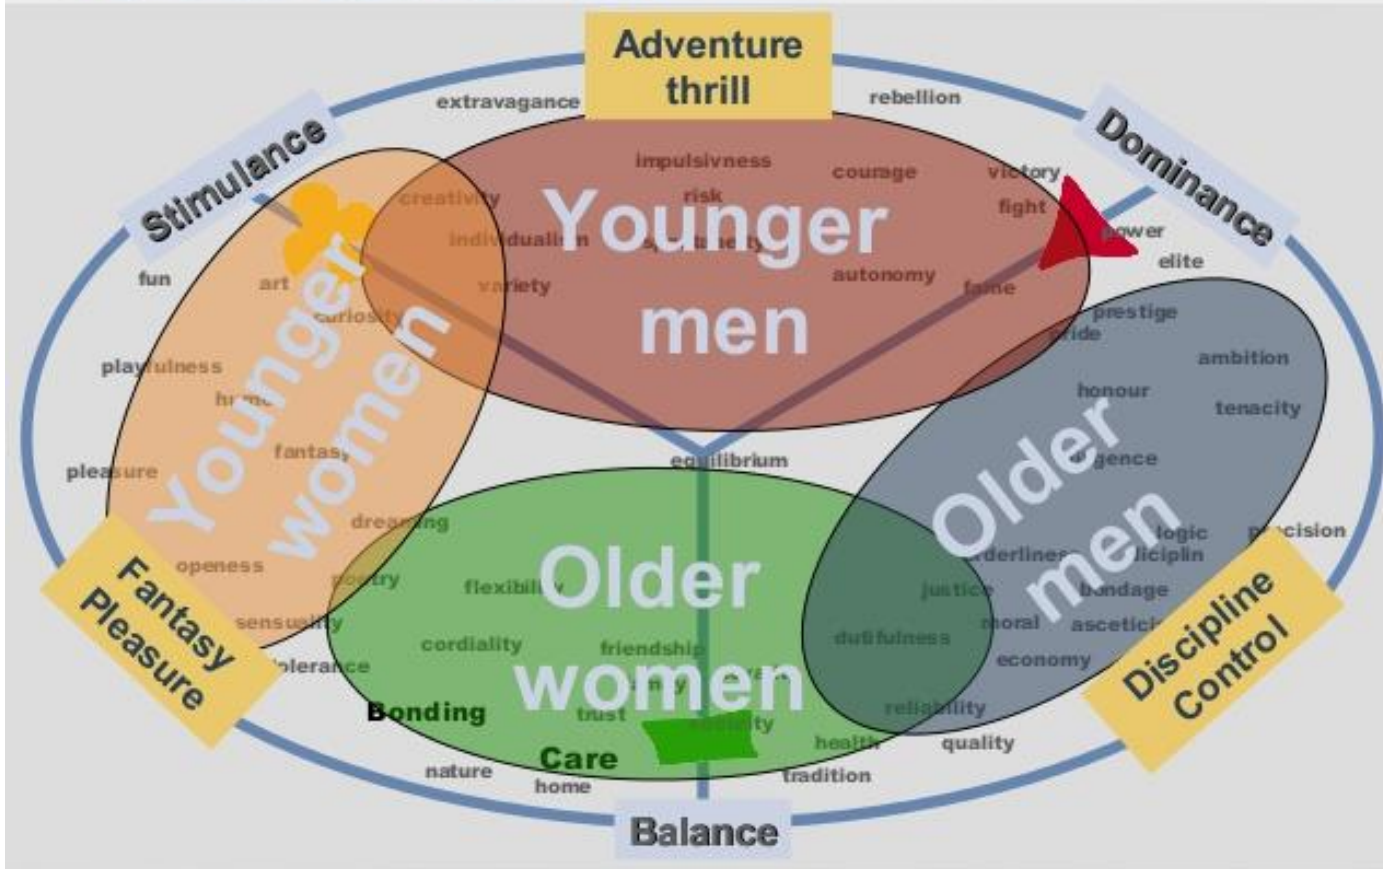 Adventure
thrill
extravagance
rebellion
Stimulance
Dominance
impulsivness
courage
victory
creativity
risk
fight
Younger
men
individualism
power
elite
fun
art
variety
autonomy
fame
curiosity
prestige
Younger
women
playfulness
ambition
honour
tenacity
fantasy
pleasure
equilibrium
Older
men
dreaming
logic
precision
openess
poetry
flexibility
Older
women
justice
bondage
sensuality
cordiality
friendship
dutifulness
moral
economy
Fantasy
Pleasure
Discipline
Control
Bonding
trust
reliability
Care
health
quality
nature
home
tradition
Balance